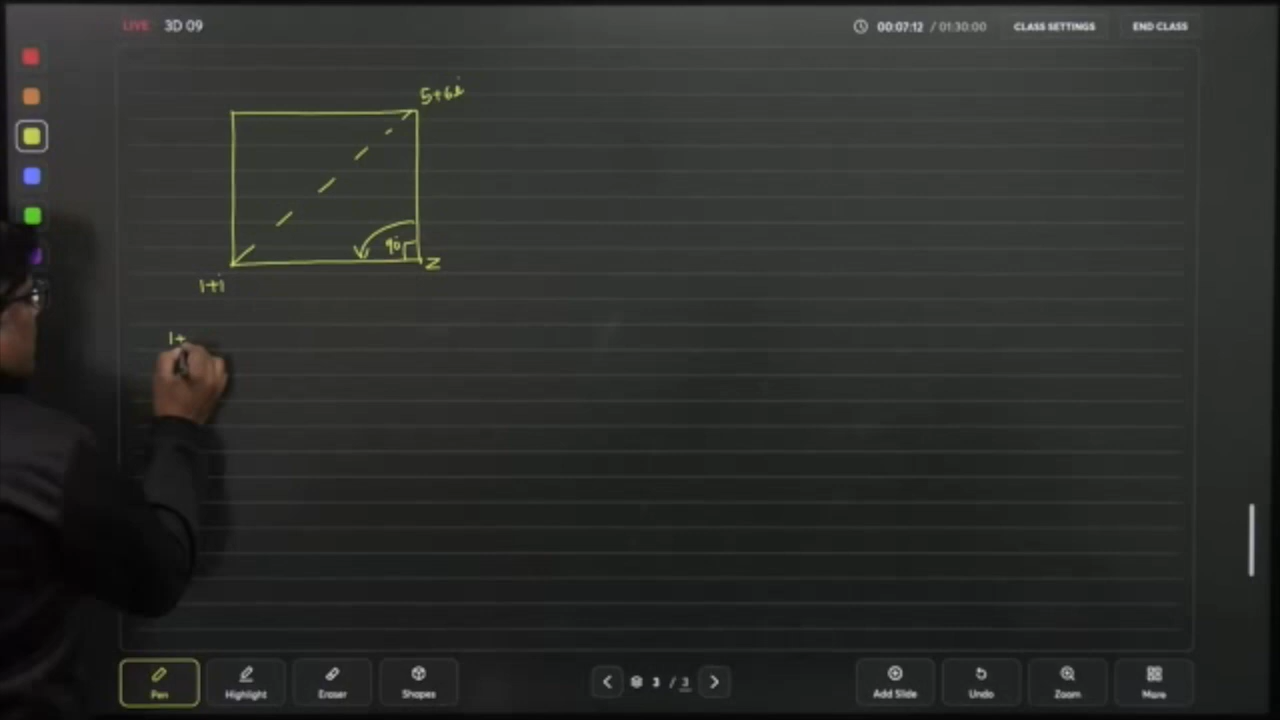 LIVE 3D 09 00:07:12 / 01:30:00 CLASS SETTINGS END CLASS
5+6i
90°
z
1+i
1+
Pen Highlight Eraser Shapes 3 / 3 Add Slide Undo Zoom More